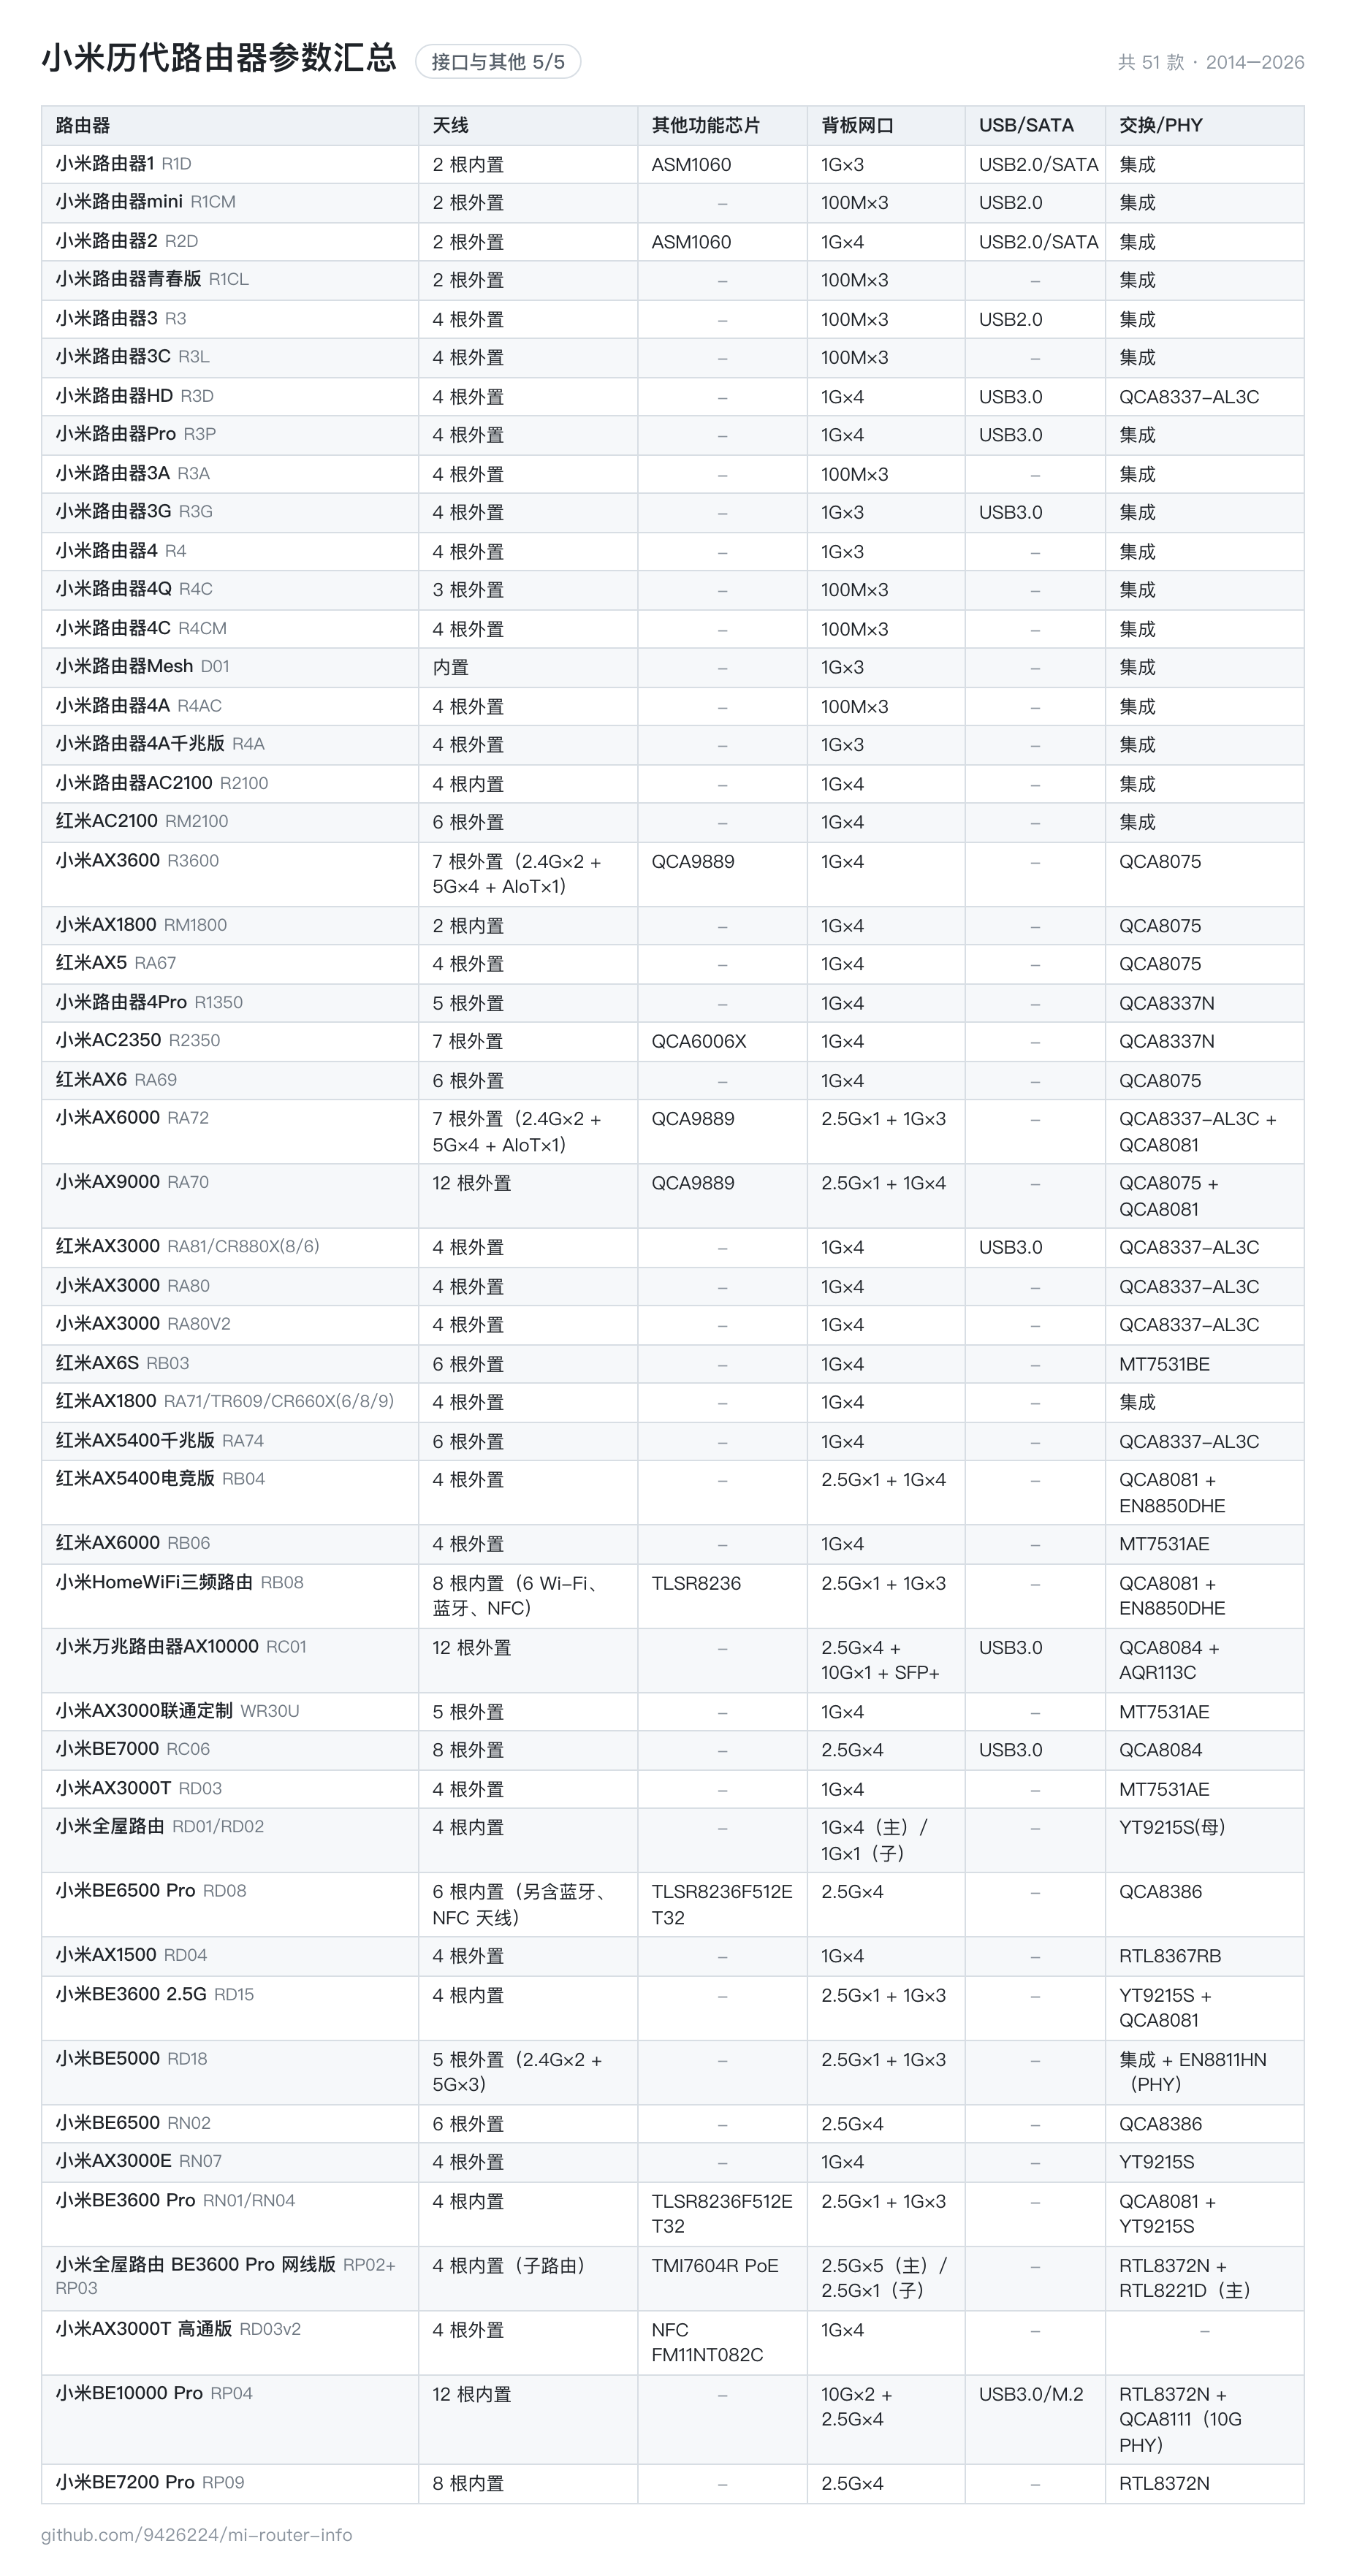 小米历代路由器参数汇总 接口与其他 5/5 共 51 款 · 2014—2026
路由器 天线 其他功能芯片 背板网口 USB/SATA 交换/PHY
小米路由器1 R1D 2 根内置 ASM1060 1G×3 USB2.0/SATA 集成
小米路由器mini R1CM 2 根外置 – 100M×3 USB2.0 集成
小米路由器2 R2D 2 根外置 ASM1060 1G×4 USB2.0/SATA 集成
小米路由器青春版 R1CL 2 根外置 – 100M×3 – 集成
小米路由器3 R3 4 根外置 – 100M×3 USB2.0 集成
小米路由器3C R3L 4 根外置 – 100M×3 – 集成
小米路由器HD R3D 4 根外置 – 1G×4 USB3.0 QCA8337-AL3C
小米路由器Pro R3P 4 根外置 – 1G×4 USB3.0 集成
小米路由器3A R3A 4 根外置 – 100M×3 – 集成
小米路由器3G R3G 4 根外置 – 1G×3 USB3.0 集成
小米路由器4 R4 4 根外置 – 1G×3 – 集成
小米路由器4Q R4C 3 根外置 – 100M×3 – 集成
小米路由器4C R4CM 4 根外置 – 100M×3 – 集成
小米路由器Mesh D01 内置 – 1G×3 – 集成
小米路由器4A R4AC 4 根外置 – 100M×3 – 集成
小米路由器4A千兆版 R4A 4 根外置 – 1G×3 – 集成
小米路由器AC2100 R2100 4 根内置 – 1G×4 – 集成
红米AC2100 RM2100 6 根外置 – 1G×4 – 集成
小米AX3600 R3600 7 根外置（2.4G×2 + QCA9889 1G×4 – QCA8075
5G×4 + AIoT×1）
小米AX1800 RM1800 2 根内置 – 1G×4 – QCA8075
红米AX5 RA67 4 根外置 – 1G×4 – QCA8075
小米路由器4Pro R1350 5 根外置 – 1G×4 – QCA8337N
小米AC2350 R2350 7 根外置 QCA6006X 1G×4 – QCA8337N
红米AX6 RA69 6 根外置 – 1G×4 – QCA8075
小米AX6000 RA72 7 根外置（2.4G×2 + QCA9889 2.5G×1 + 1G×3 – QCA8337-AL3C +
5G×4 + AIoT×1） QCA8081
小米AX9000 RA70 12 根外置 QCA9889 2.5G×1 + 1G×4 – QCA8075 +
QCA8081
红米AX3000 RA81/CR880X(8/6) 4 根外置 – 1G×4 USB3.0 QCA8337-AL3C
小米AX3000 RA80 4 根外置 – 1G×4 – QCA8337-AL3C
小米AX3000 RA80V2 4 根外置 – 1G×4 – QCA8337-AL3C
红米AX6S RB03 6 根外置 – 1G×4 – MT7531BE
红米AX1800 RA71/TR609/CR660X(6/8/9) 4 根外置 – 1G×4 – 集成
红米AX5400千兆版 RA74 6 根外置 – 1G×4 – QCA8337-AL3C
红米AX5400电竞版 RB04 4 根外置 – 2.5G×1 + 1G×4 – QCA8081 +
EN8850DHE
红米AX6000 RB06 4 根外置 – 1G×4 – MT7531AE
小米HomeWiFi三频路由 RB08 8 根内置（6 Wi-Fi、 TLSR8236 2.5G×1 + 1G×3 – QCA8081 +
蓝牙、NFC） EN8850DHE
小米万兆路由器AX10000 RC01 12 根外置 – 2.5G×4 + USB3.0 QCA8084 +
10G×1 + SFP+ AQR113C
小米AX3000联通定制 WR30U 5 根外置 – 1G×4 – MT7531AE
小米BE7000 RC06 8 根外置 – 2.5G×4 USB3.0 QCA8084
小米AX3000T RD03 4 根外置 – 1G×4 – MT7531AE
小米全屋路由 RD01/RD02 4 根内置 – 1G×4（主）/ – YT9215S(母)
1G×1（子）
小米BE6500 Pro RD08 6 根内置（另含蓝牙、 TLSR8236F512E 2.5G×4 – QCA8386
NFC 天线） T32
小米AX1500 RD04 4 根外置 – 1G×4 – RTL8367RB
小米BE3600 2.5G RD15 4 根内置 – 2.5G×1 + 1G×3 – YT9215S +
QCA8081
小米BE5000 RD18 5 根外置（2.4G×2 + – 2.5G×1 + 1G×3 – 集成 + EN8811HN
5G×3） （PHY）
小米BE6500 RN02 6 根外置 – 2.5G×4 – QCA8386
小米AX3000E RN07 4 根外置 – 1G×4 – YT9215S
小米BE3600 Pro RN01/RN04 4 根内置 TLSR8236F512E 2.5G×1 + 1G×3 – QCA8081 +
T32 YT9215S
小米全屋路由 BE3600 Pro 网线版 RP02+ 4 根内置（子路由） TMI7604R PoE 2.5G×5（主）/ – RTL8372N +
RP03 2.5G×1（子） RTL8221D（主）
小米AX3000T 高通版 RD03v2 4 根外置 NFC 1G×4 – –
FM11NT082C
小米BE10000 Pro RP04 12 根内置 – 10G×2 + USB3.0/M.2 RTL8372N +
2.5G×4 QCA8111（10G
PHY）
小米BE7200 Pro RP09 8 根内置 – 2.5G×4 – RTL8372N
github.com/9426224/mi-router-info